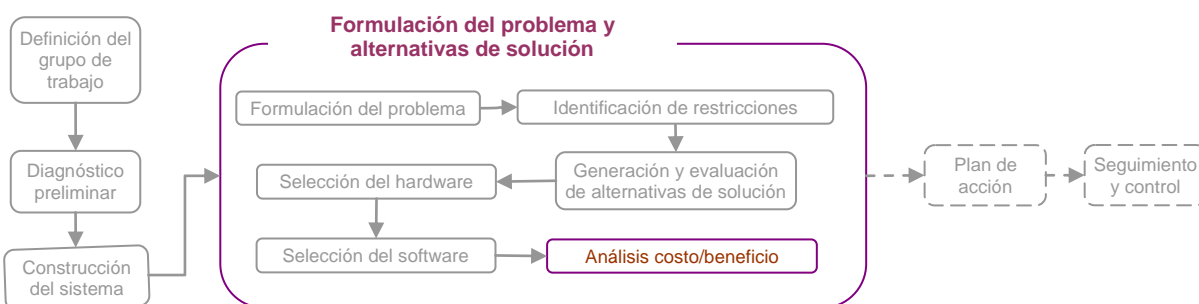 Formulación del problema y
alternativas de solución
Definición del
grupo de
trabajo
Diagnóstico
preliminar
Construcción
del sistema
Formulación del problema
Identificación de restricciones
Generación y evaluación
de alternativas de solución
Selección del hardware
Selección del software
Análisis costo/beneficio
Plan de
acción
Seguimiento
y control